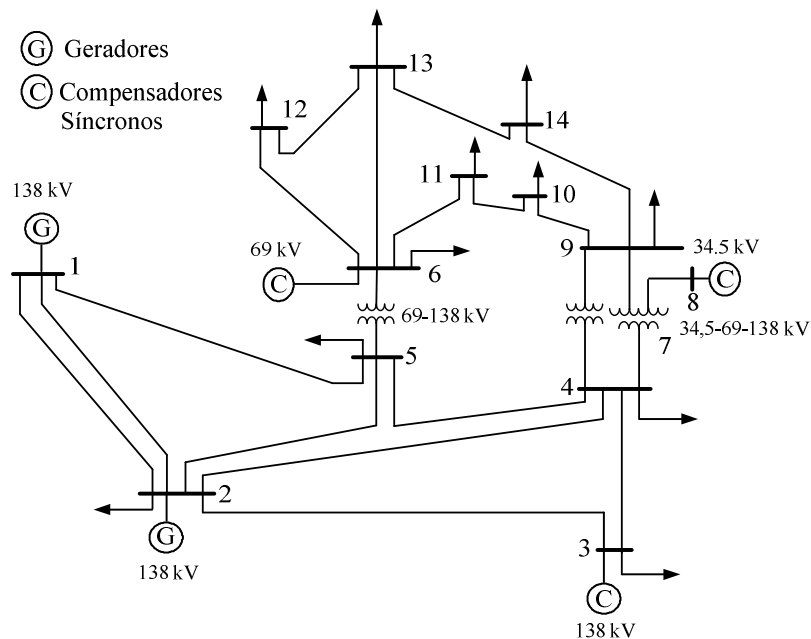 G Geradores
C Compensadores
Síncronos
13
12
14
11
10
138 kV
G
1
69 kV
C
6
9
34.5 kV
C
8
69-138 kV
34,5-69-138 kV
7
5
4
2
G
138 kV
3
C
138 kV